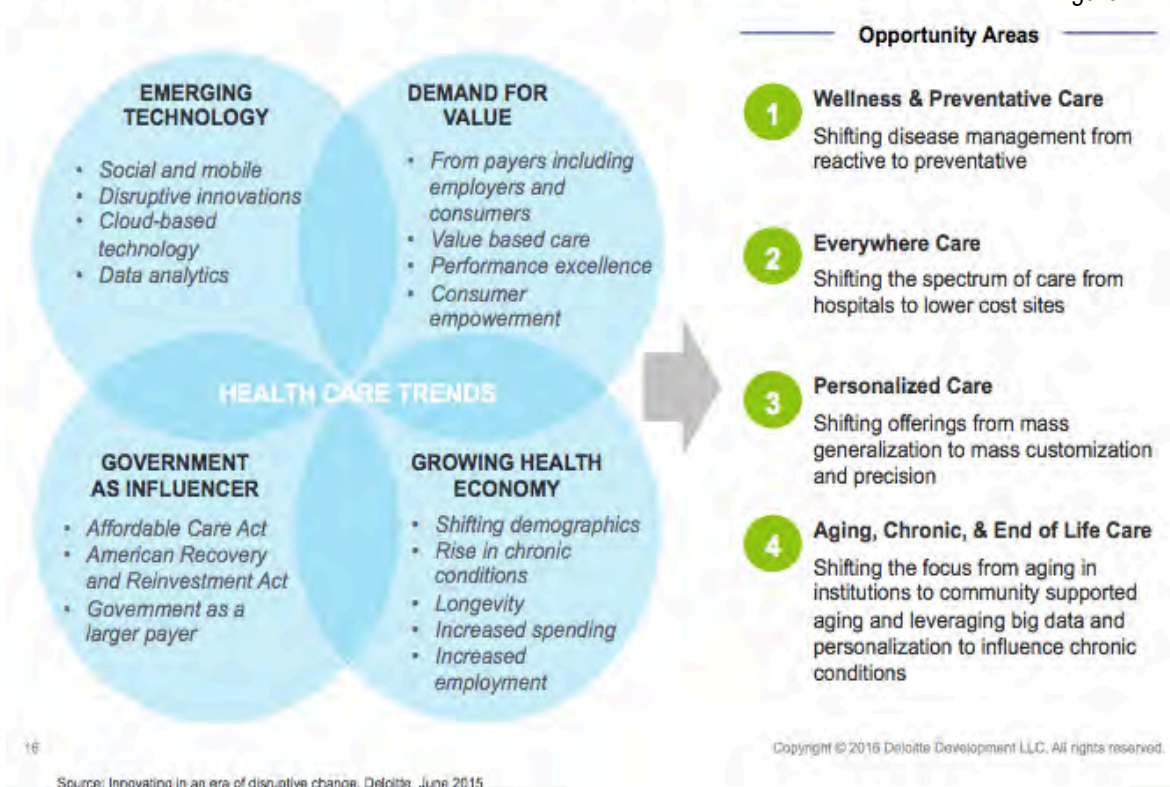 Opportunity Areas
EMERGING
TECHNOLOGY
• Social and mobile
• Disruptive innovations
• Cloud-based
technology
• Data analytics
DEMAND FOR
VALUE
• From payers including
employers and
consumers
• Value based care
• Performance excellence
• Consumer
empowerment
HEALTH CARE TRENDS
GOVERNMENT
AS INFLUENCER
• Affordable Care Act
• American Recovery
and Reinvestment Act
• Government as a
larger payer
GROWING HEALTH
ECONOMY
• Shifting demographics
• Rise in chronic
conditions
• Longevity
• Increased spending
• Increased
employment
1
Wellness & Preventative Care
Shifting disease management from
reactive to preventative
2
Everywhere Care
Shifting the spectrum of care from
hospitals to lower cost sites
3
Personalized Care
Shifting offerings from mass
generalization to mass customization
and precision
4
Aging, Chronic, & End of Life Care
Shifting the focus from aging in
institutions to community supported
aging and leveraging big data and
personalization to influence chronic
conditions
16
Copyright © 2016 Deloitte Development LLC. All rights reserved.
Source: Innovating in an era of disruptive change, Deloitte, June 2015